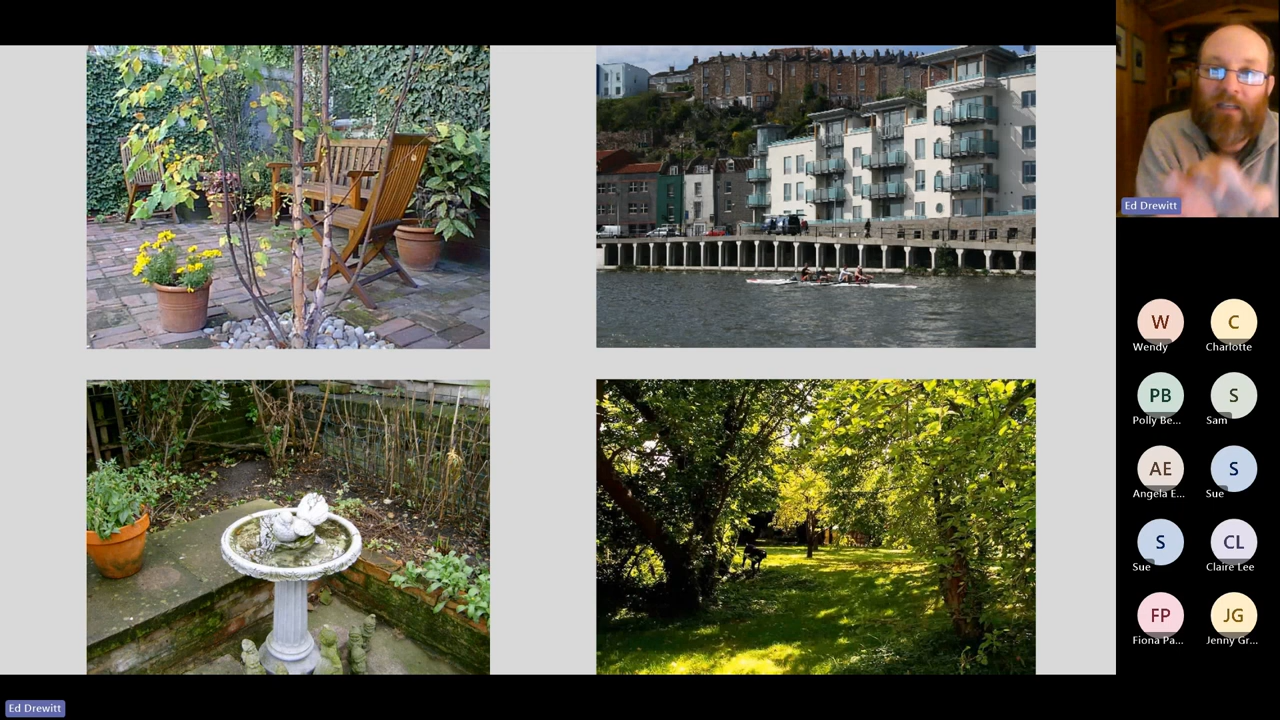 Ed Drewitt
W
C
Wendy
Charlotte
PB
S
Polly Be...
Sam
AE
S
Angela E...
Sue
S
CL
Sue
Claire Lee
FP
JG
Fiona Pa...
Jenny Gr...
Ed Drewitt